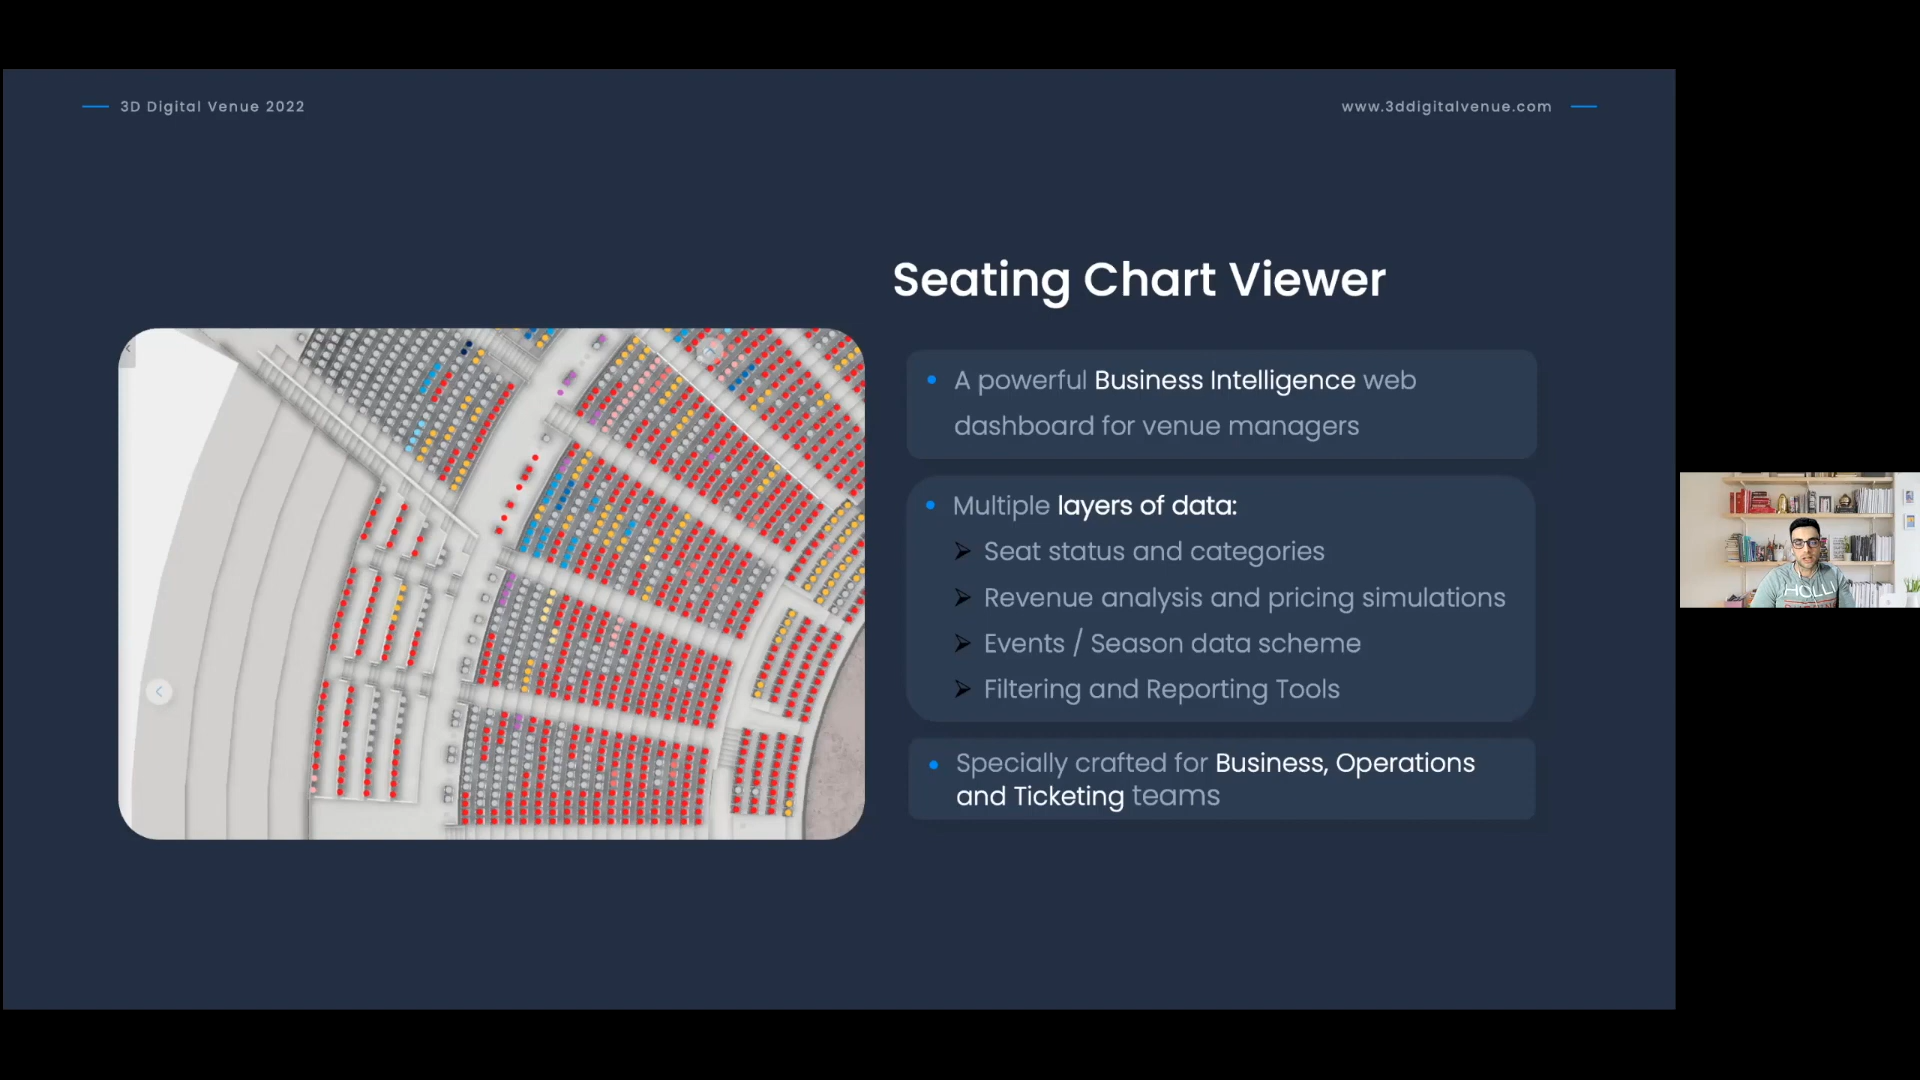 3D Digital Venue 2022
www.3ddigitalvenue.com
Seating Chart Viewer
A powerful Business Intelligence web
dashboard for venue managers
Multiple layers of data:
Seat status and categories
Revenue analysis and pricing simulations
Events / Season data scheme
Filtering and Reporting Tools
Specially crafted for Business, Operations
and Ticketing teams